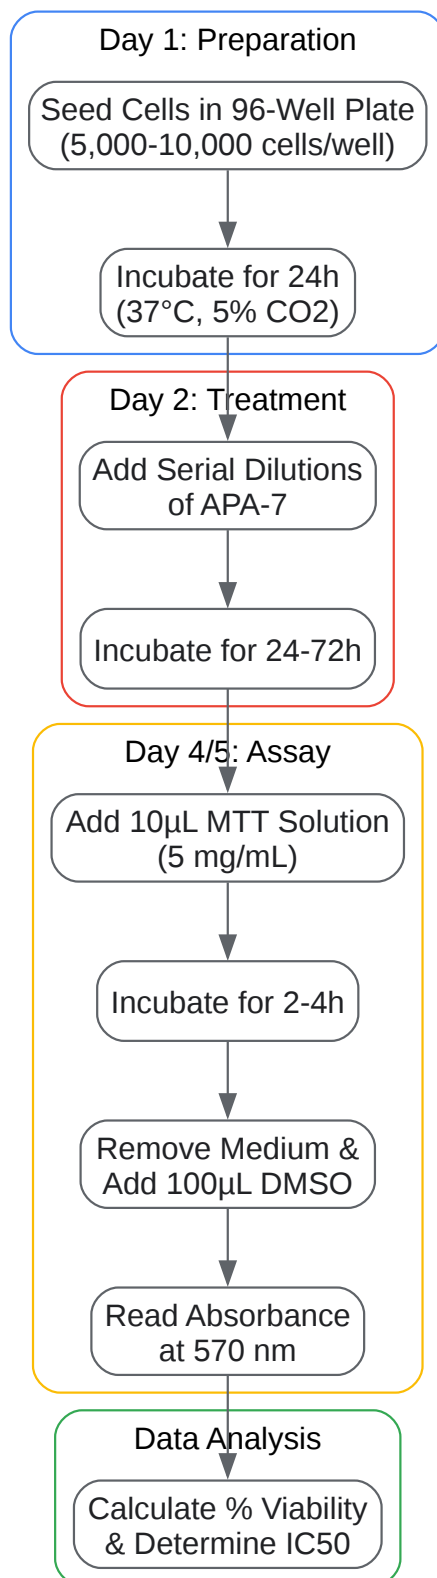 Day 1: Preparation
Seed Cells in 96-Well Plate
(5,000-10,000 cells/well)
Incubate for 24h
(37°C, 5% CO2)
Day 2: Treatment
Add Serial Dilutions
of APA-7
Incubate for 24-72h
Day 4/5: Assay
Add 10µL MTT Solution
(5 mg/mL)
Incubate for 2-4h
Remove Medium &
Add 100µL DMSO
Read Absorbance
at 570 nm
Data Analysis
Calculate % Viability
& Determine IC50